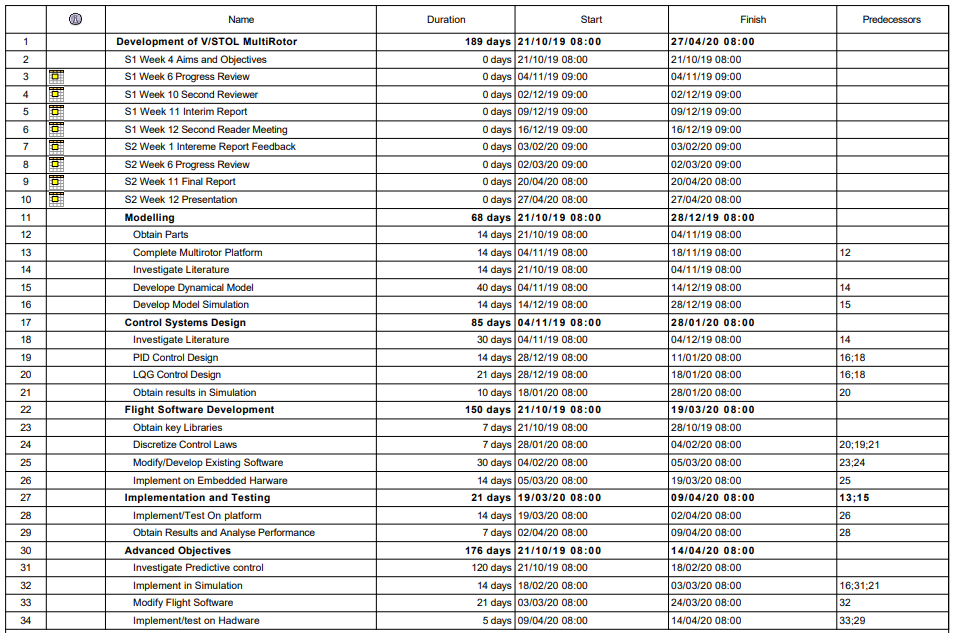 Name Duration Start Finish Predecessors
1 Development of V/STOL MultiRotor 189 days 21/10/19 08:00 27/04/20 08:00
2 S1 Week 4 Aims and Objectives 0 days 21/10/19 08:00 21/10/19 08:00
3 S1 Week 6 Progress Review 0 days 04/11/19 09:00 04/11/19 09:00
4 S1 Week 10 Second Reviewer 0 days 02/12/19 09:00 02/12/19 09:00
5 S1 Week 11 Interim Report 0 days 09/12/19 09:00 09/12/19 09:00
6 S1 Week 12 Second Reader Meeting 0 days 16/12/19 09:00 16/12/19 09:00
7 S2 Week 1 Intereme Report Feedback 0 days 03/02/20 09:00 03/02/20 09:00
8 S2 Week 6 Progress Review 0 days 02/03/20 09:00 02/03/20 09:00
9 S2 Week 11 Final Report 0 days 20/04/20 08:00 20/04/20 08:00
10 S2 Week 12 Presentation 0 days 27/04/20 08:00 27/04/20 08:00
11 Modelling 68 days 21/10/19 08:00 28/12/19 08:00
12 Obtain Parts 14 days 21/10/19 08:00 04/11/19 08:00
13 Complete Multirotor Platform 14 days 04/11/19 08:00 18/11/19 08:00 12
14 Investigate Literature 14 days 21/10/19 08:00 04/11/19 08:00
15 Develope Dynamical Model 40 days 04/11/19 08:00 14/12/19 08:00 14
16 Develop Model Simulation 14 days 14/12/19 08:00 28/12/19 08:00 15
17 Control Systems Design 85 days 04/11/19 08:00 28/01/20 08:00
18 Investigate Literature 30 days 04/11/19 08:00 04/12/19 08:00 14
19 PID Control Design 14 days 28/12/19 08:00 11/01/20 08:00 16;18
20 LQG Control Design 21 days 28/12/19 08:00 18/01/20 08:00 16;18
21 Obtain results in Simulation 10 days 18/01/20 08:00 28/01/20 08:00 20
22 Flight Software Development 150 days 21/10/19 08:00 19/03/20 08:00
23 Obtain key Libraries 7 days 21/10/19 08:00 28/10/19 08:00
24 Discretize Control Laws 7 days 28/01/20 08:00 04/02/20 08:00 20;19;21
25 Modify/Develop Existing Software 30 days 04/02/20 08:00 05/03/20 08:00 23;24
26 Implement on Embedded Harware 14 days 05/03/20 08:00 19/03/20 08:00 25
27 Implementation and Testing 21 days 19/03/20 08:00 09/04/20 08:00 13;15
28 Implement/Test On platform 14 days 19/03/20 08:00 02/04/20 08:00 26
29 Obtain Results and Analyse Performance 7 days 02/04/20 08:00 09/04/20 08:00 28
30 Advanced Objectives 176 days 21/10/19 08:00 14/04/20 08:00
31 Investigate Predictive control 120 days 21/10/19 08:00 18/02/20 08:00
32 Implement in Simulation 14 days 18/02/20 08:00 03/03/20 08:00 16;31;21
33 Modify Flight Software 21 days 03/03/20 08:00 24/03/20 08:00 32
34 Implement/test on Hadware 5 days 09/04/20 08:00 14/04/20 08:00 33;29